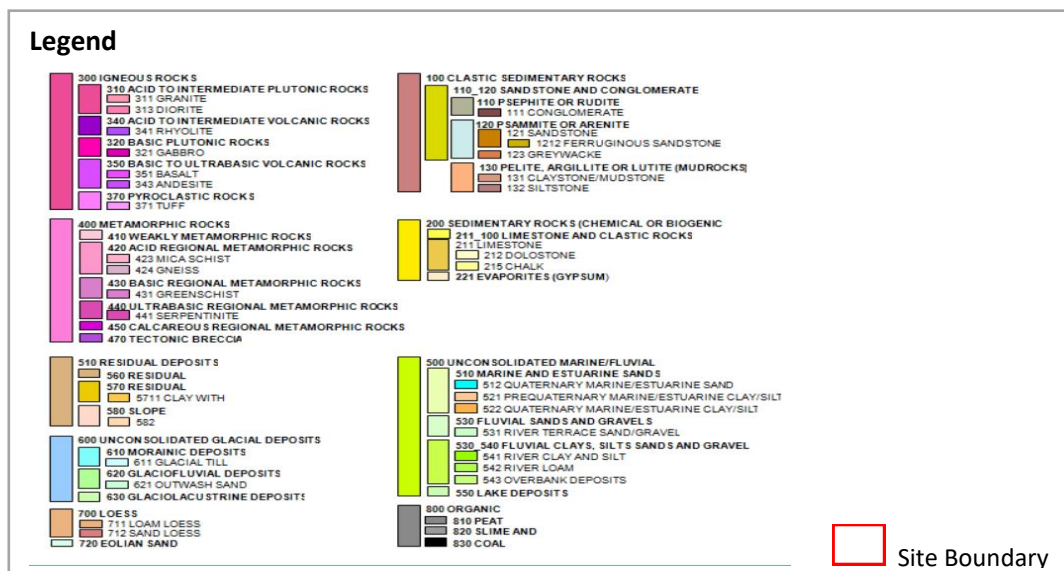 Legend
300 IGNEOUS ROCKS
310 ACID TO INTERMEDIATE PLUTONIC ROCKS
311 GRANITE
313 DIORITE
340 ACID TO INTERMEDIATE VOLCANIC ROCKS
341 RHYOLITE
320 BASIC PLUTONIC ROCKS
321 GABBRO
350 BASIC TO ULTRABASIC VOLCANIC ROCKS
351 BASALT
343 ANDESITE
370 PYROCLASTIC ROCKS
371 TUFF
400 METAMORPHIC ROCKS
410 WEAKLY METAMORPHIC ROCKS
420 ACID REGIONAL METAMORPHIC ROCKS
423 MICA SCHIST
424 GNEISS
430 BASIC REGIONAL METAMORPHIC ROCKS
431 GREENSCHIST
440 ULTRABASIC REGIONAL METAMORPHIC ROCKS
441 SERPENTINITE
450 CALCAREOUS REGIONAL METAMORPHIC ROCKS
470 TECTONIC BRECCIA
510 RESIDUAL DEPOSITS
560 RESIDUAL
570 RESIDUAL
5711 CLAY WITH
580 SLOPE
582
600 UNCONSOLIDATED GLACIAL DEPOSITS
610 MORAINIC DEPOSITS
611 GLACIAL TILL
620 GLACIOFLUVIAL DEPOSITS
621 OUTWASH SAND
630 GLACIOLACUSTRINE DEPOSITS
700 LOESS
711 LOAM LOESS
712 SAND LOESS
720 EOLIAN SAND
100 CLASTIC SEDIMENTARY ROCKS
110_120 SANDSTONE AND CONGLOMERATE
110 PSEPHITE OR RUDITE
111 CONGLOMERATE
120 PSAMMITE OR ARENITE
121 SANDSTONE
1212 FERRUGINOUS SANDSTONE
123 GREYWACKE
130 PELITE, ARGILLITE OR LUTITE (MUDROCKS)
131 CLAYSTONE/MUDSTONE
132 SILTSTONE
200 SEDIMENTARY ROCKS (CHEMICAL OR BIOGENIC
211_100 LIMESTONE AND CLASTIC ROCKS
211 LIMESTONE
212 DOLOSTONE
215 CHALK
221 EVAPORITES (GYPSUM)
500 UNCONSOLIDATED MARINE/FLUVIAL
510 MARINE AND ESTUARINE SANDS
512 QUATERNARY MARINE/ESTUARINE SAND
521 PREQUATERNARY MARINE/ESTUARINE CLAY/SILT
522 QUATERNARY MARINE/ESTUARINE CLAY/SILT
530 FLUVIAL SANDS AND GRAVELS
531 RIVER TERRACE SAND/GRAVEL
530_540 FLUVIAL CLAYS, SILTS SANDS AND GRAVEL
541 RIVER CLAY AND SILT
542 RIVER LOAM
543 OVERBANK DEPOSITS
550 LAKE DEPOSITS
800 ORGANIC
810 PEAT
820 SLIME AND
830 COAL
Site Boundary